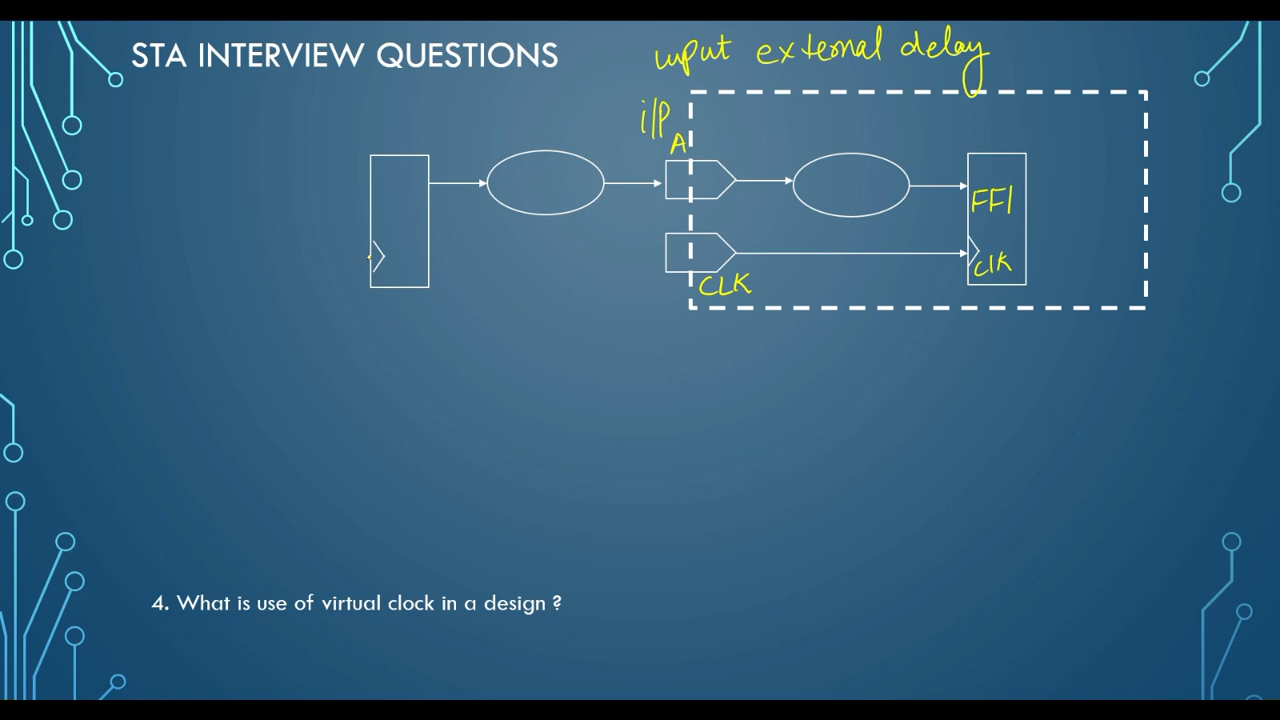 STA INTERVIEW QUESTIONS
input external delay
i/P
A
FF1
CLK
CLK
4. What is use of virtual clock in a design ?